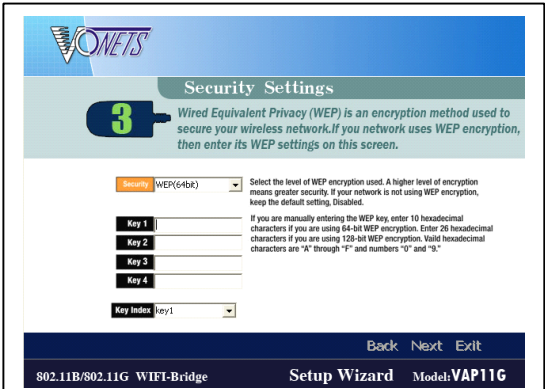 VONETS
Security Settings
3
Wired Equivalent Privacy (WEP) is an encryption method used to
secure your wireless network.If you network uses WEP encryption,
then enter its WEP settings on this screen.
Security WEP(64bit)
Select the level of WEP encryption used. A higher level of encryption
means greater security. If your network is not using WEP encryption,
keep the default setting, Disabled.
If you are manually entering the WEP key, enter 10 hexadecimal
characters if you are using 64-bit WEP encryption. Enter 26 hexadecimal
characters if you are using 128-bit WEP encryption. Vaild hexadecimal
characters are “A” through “F” and numbers “0” and “9.”
Key 1
Key 2
Key 3
Key 4
Key Index key1
Back Next Exit
802.11B/802.11G WIFI-Bridge Setup Wizard Model:VAP11G